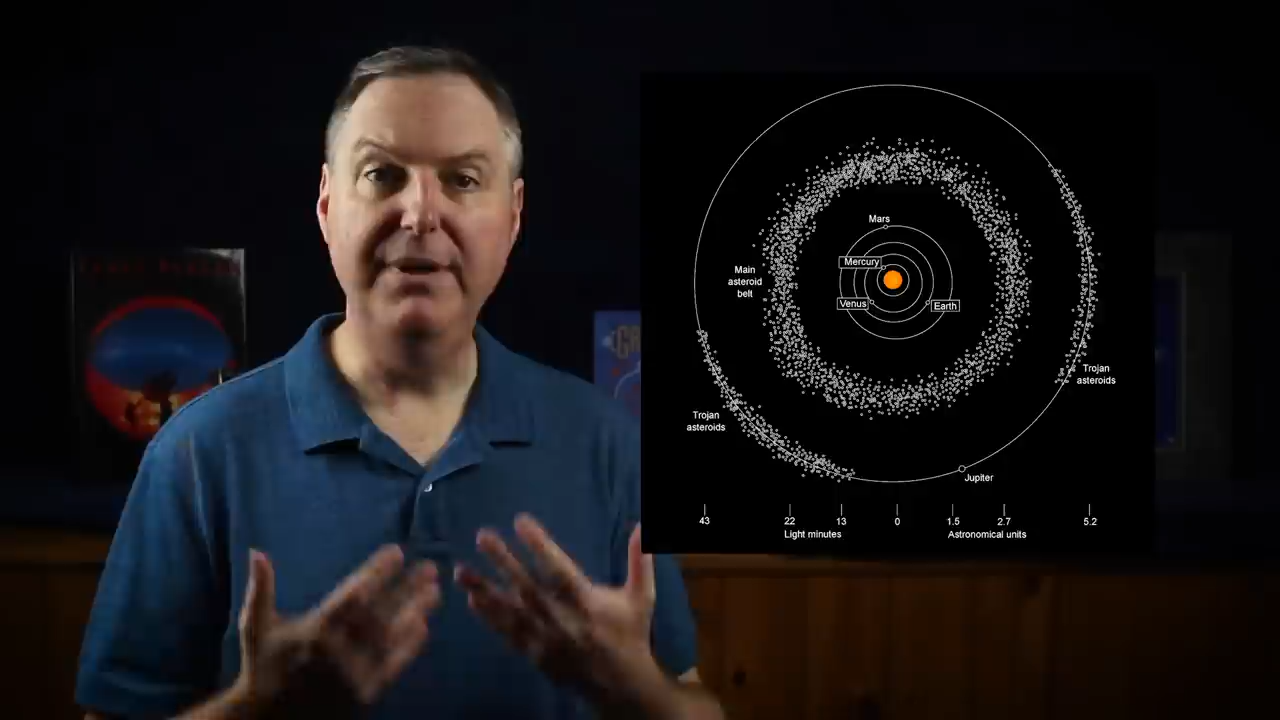 Mars
Mercury
Main
asteroid
belt
Venus
Earth
Trojan
asteroids
Trojan
asteroids
Jupiter
43
22
13
0
1.5
2.7
5.2
Light minutes
Astronomical units